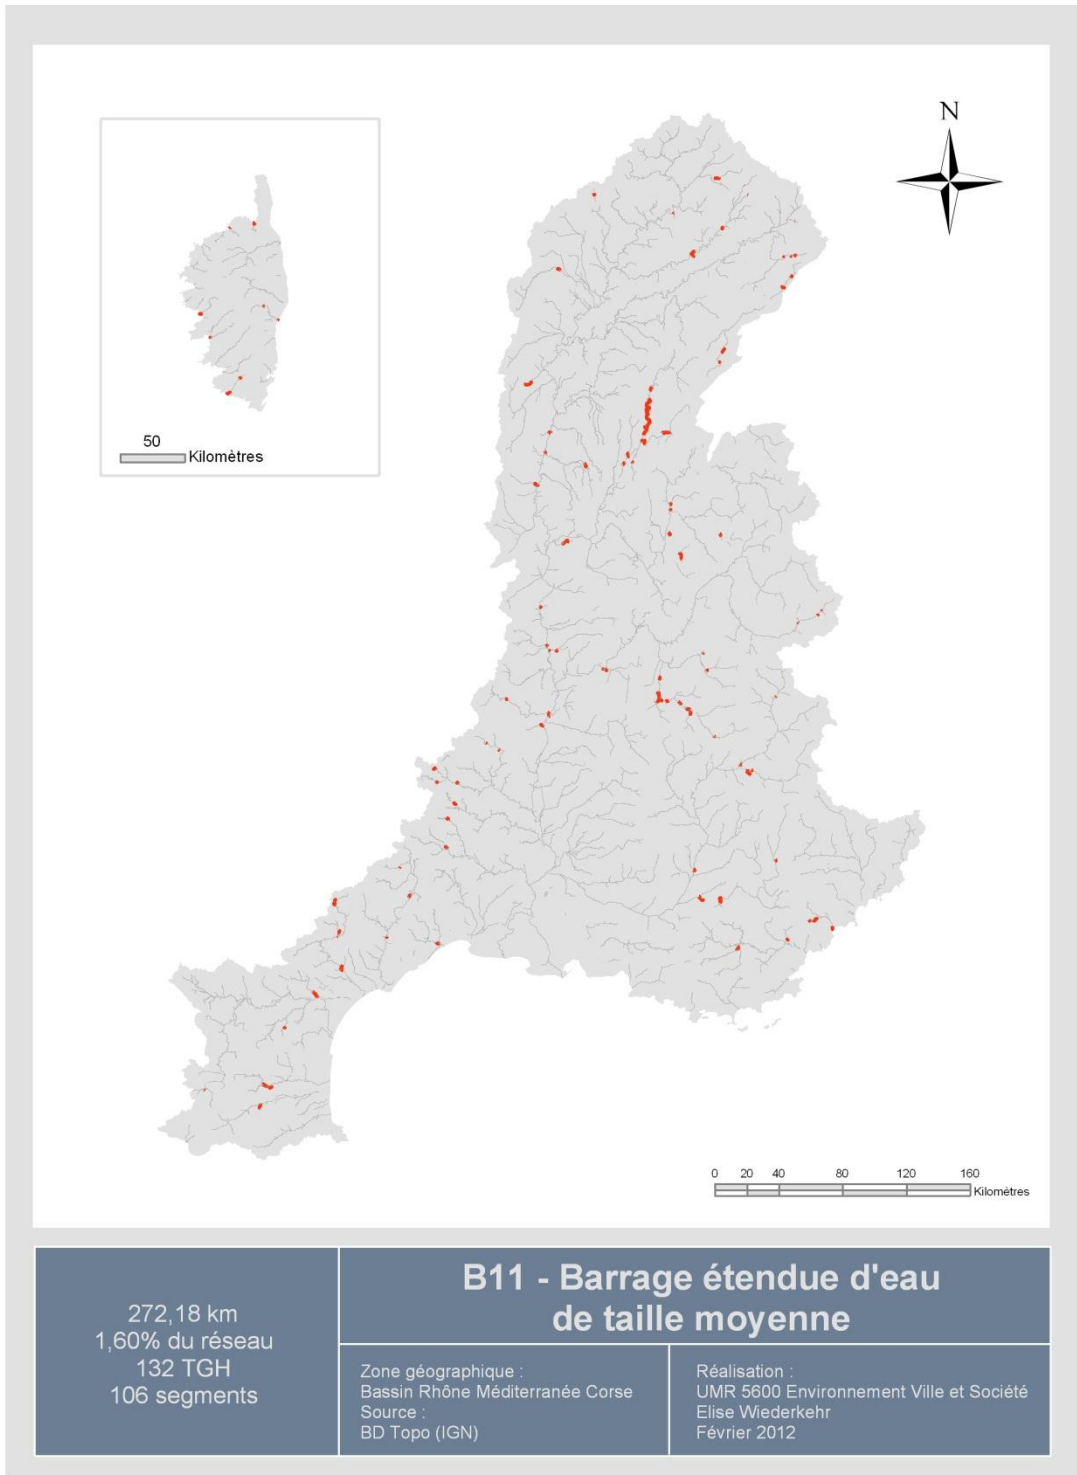 N
50
Kilomètres
0 20 40 80 120 160
Kilomètres
272,18 km
1,60% du réseau
132 TGH
106 segments
B11 - Barrage étendue d'eau
de taille moyenne
Zone géographique :
Bassin Rhône Méditerranée Corse
Source :
BD Topo (IGN)
Réalisation :
UMR 5600 Environnement Ville et Société
Elise Wiederkehr
Février 2012